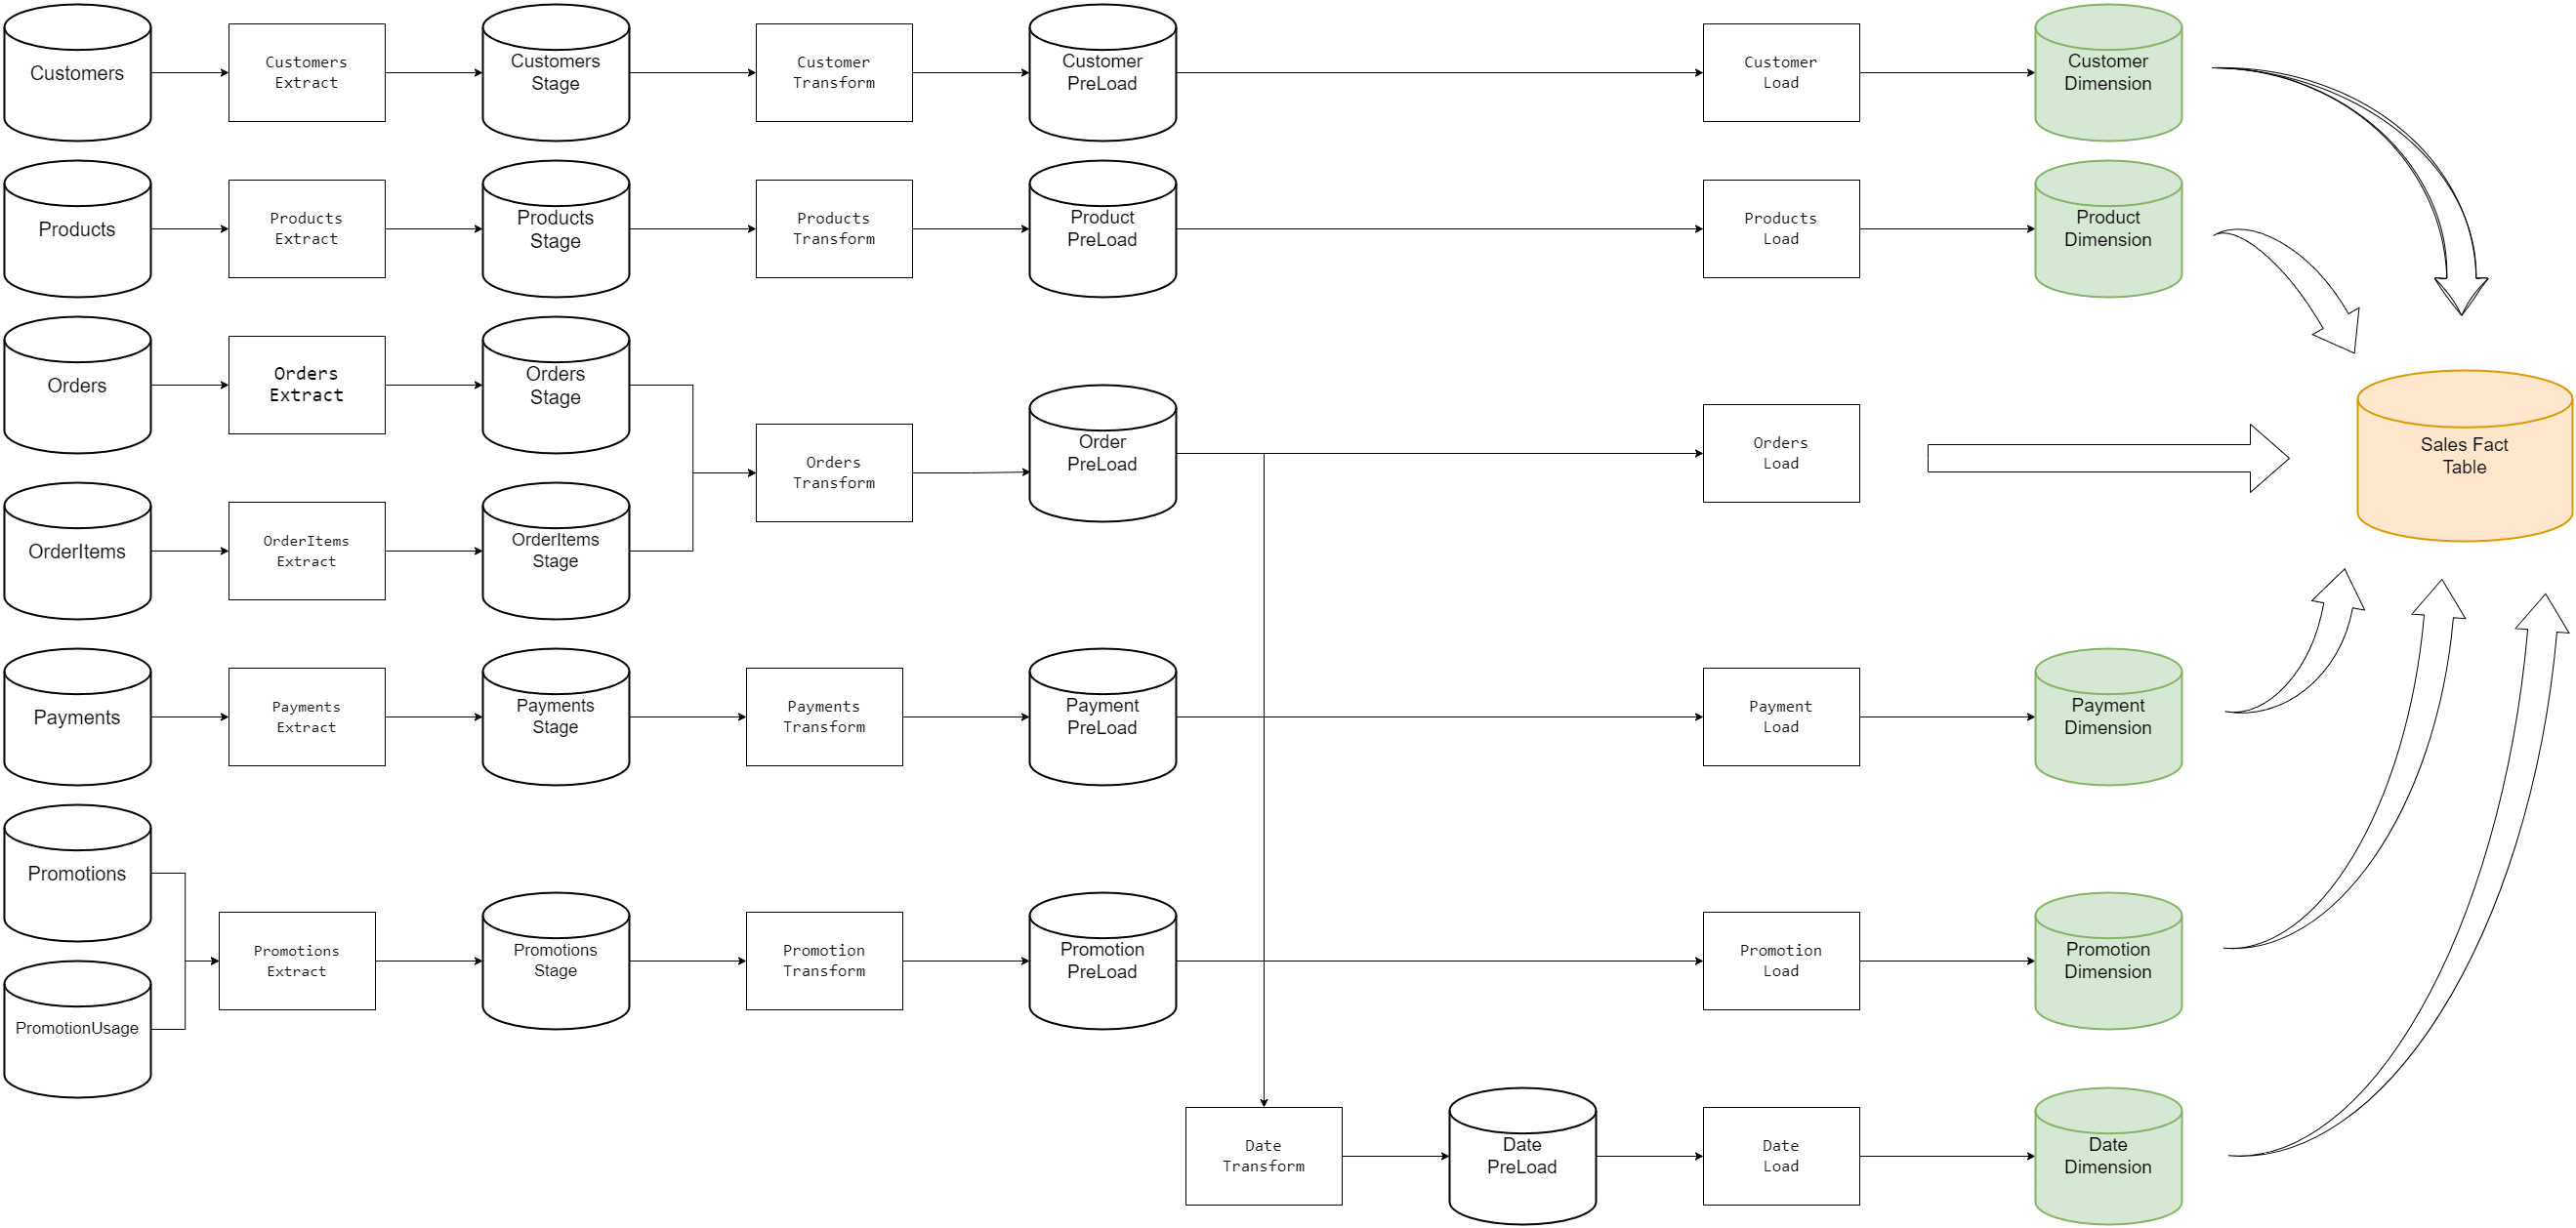 Customers
Customers
Extract
Customers
Stage
Customer
Transform
Customer
PreLoad
Customer
Load
Customer
Dimension
Products
Products
Extract
Products
Stage
Products
Transform
Product
PreLoad
Products
Load
Product
Dimension
Orders
Orders
Extract
Orders
Stage
OrderItems
OrderItems
Extract
OrderItems
Stage
Orders
Transform
Order
PreLoad
Orders
Load
Sales Fact
Table
Payments
Payments
Extract
Payments
Stage
Payments
Transform
Payment
PreLoad
Payment
Load
Payment
Dimension
Promotions
PromotionUsage
Promotions
Extract
Promotions
Stage
Promotion
Transform
Promotion
PreLoad
Promotion
Load
Promotion
Dimension
Date
Transform
Date
PreLoad
Date
Load
Date
Dimension